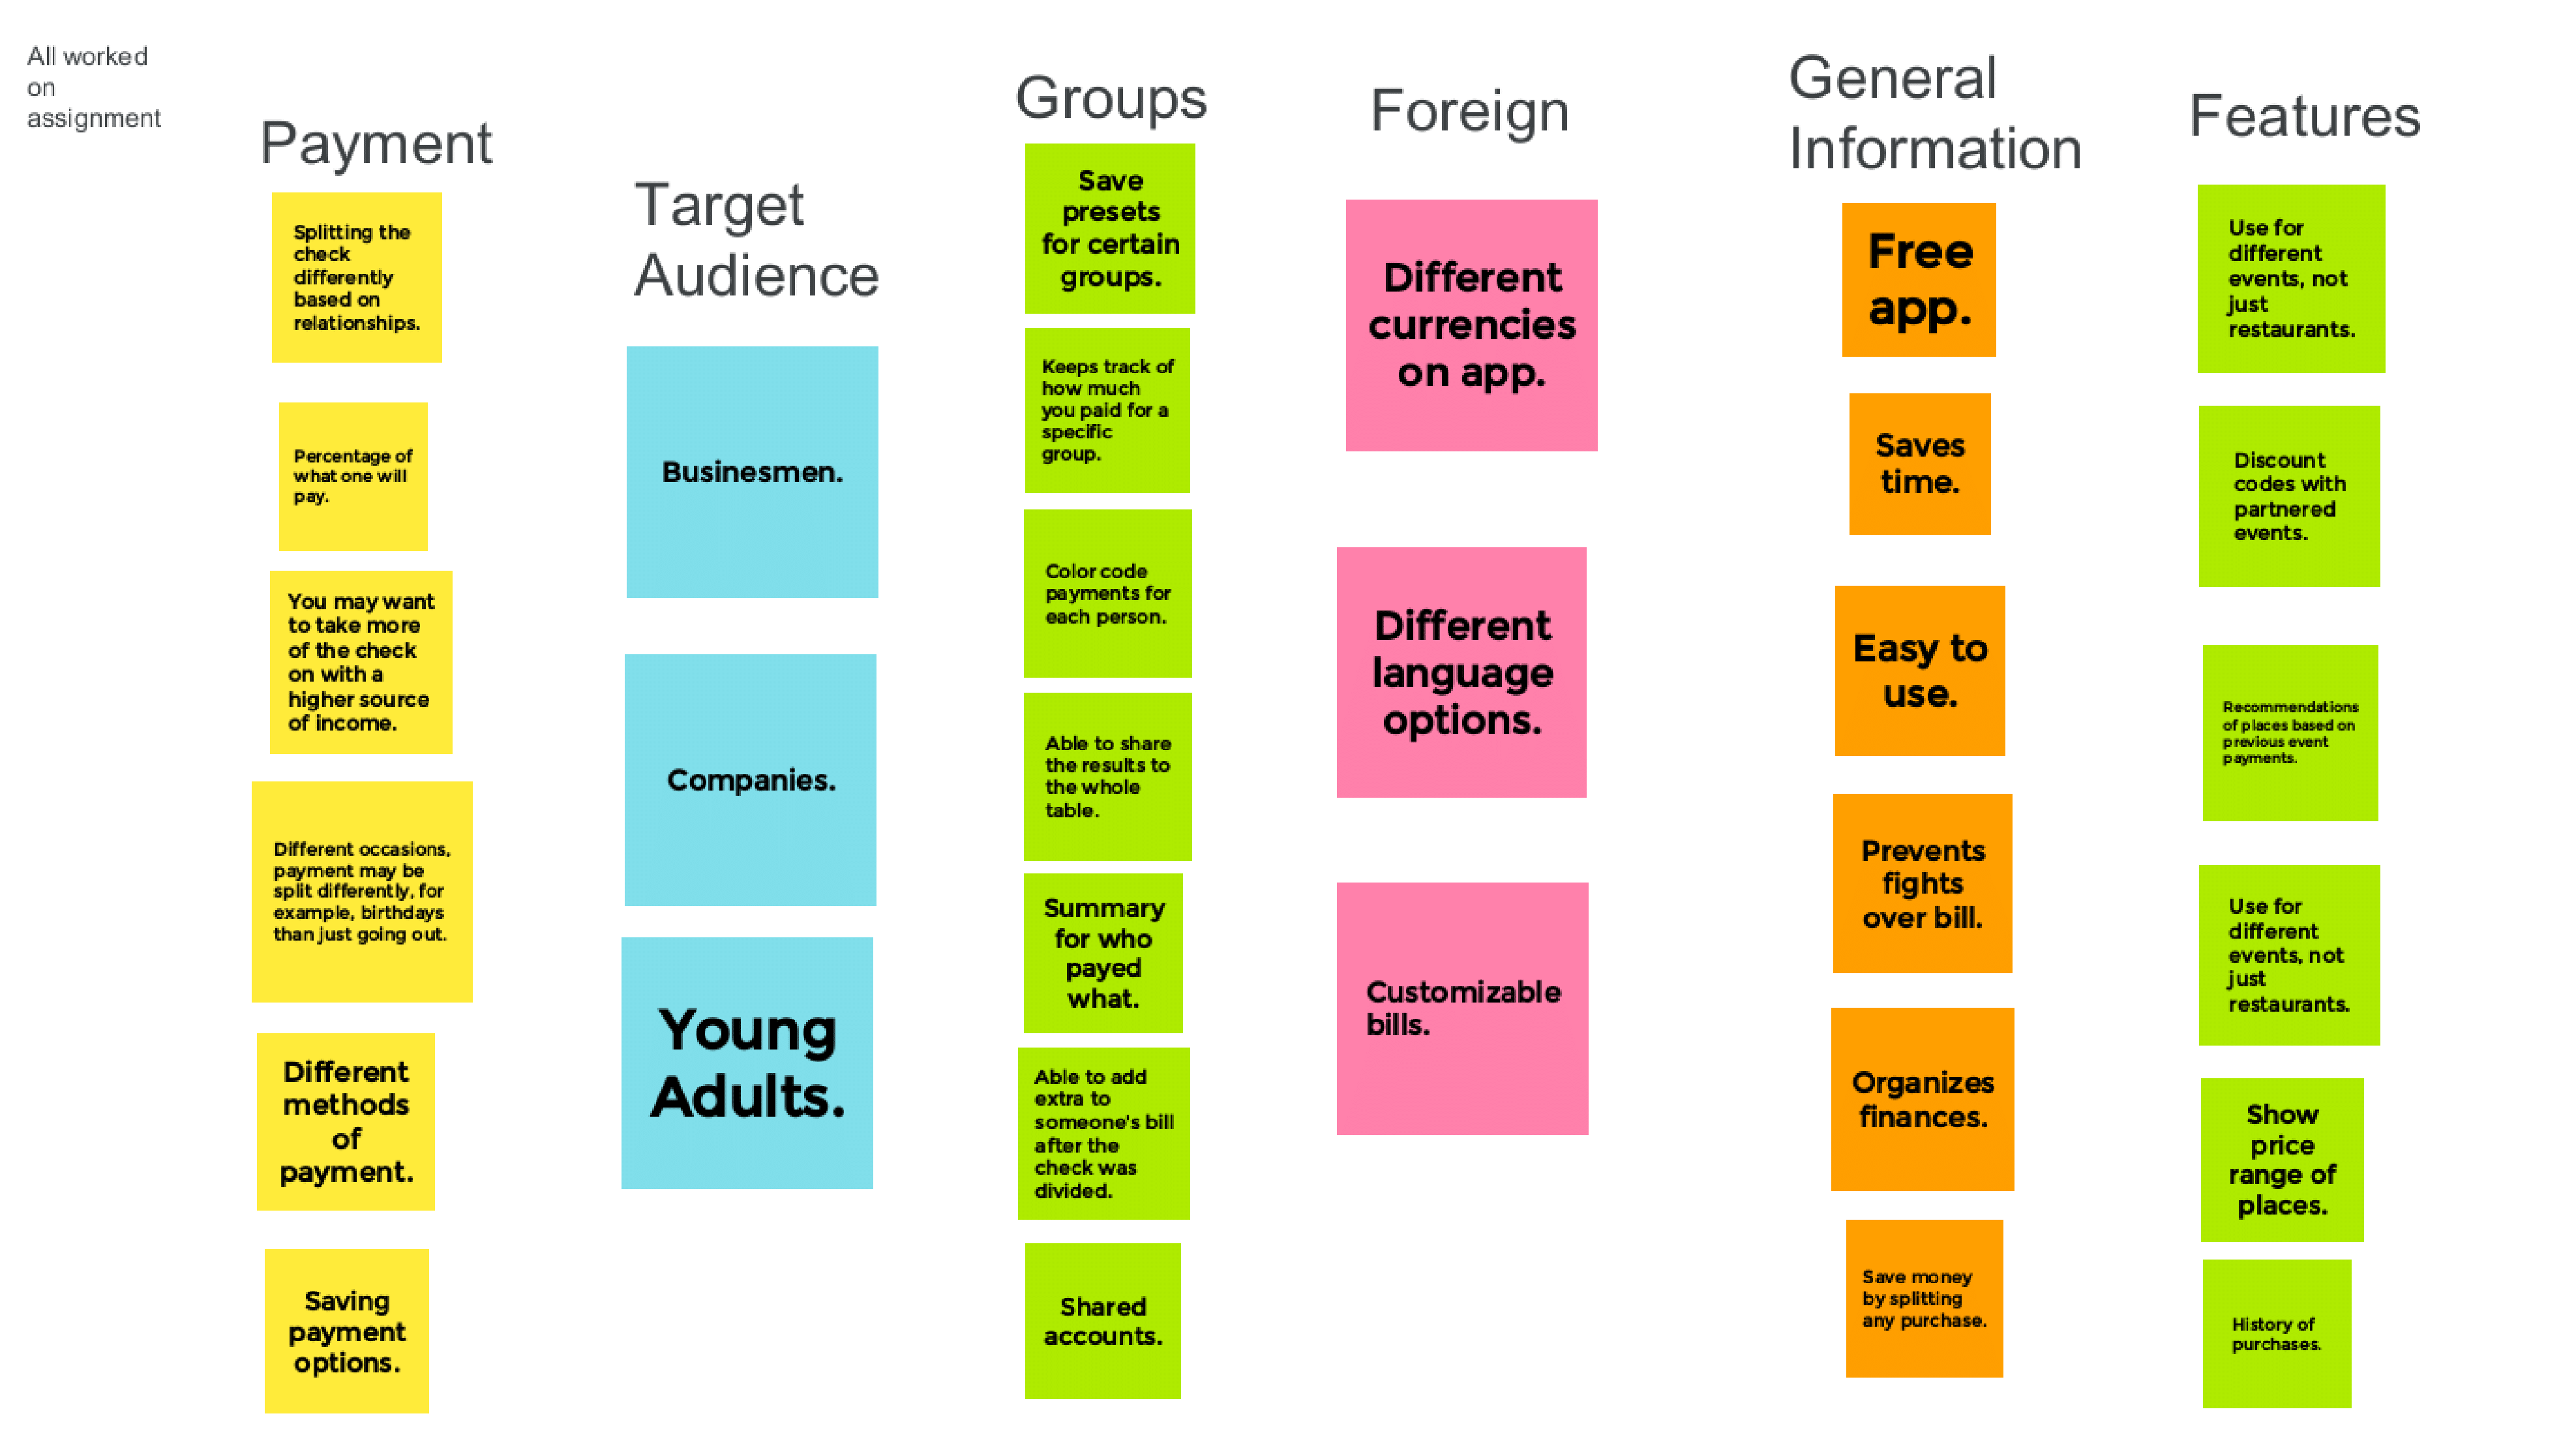 All worked
on
assignment
Payment
Splitting the
check
differently
based on
relationships.
Percentage of
what one will
pay.
You may want
to take more
of the check
on with a
higher source
of income.
Different occasions,
payment may be
split differently, for
example, birthdays
than just going out.
Different
methods
of
payment.
Saving
payment
options.
Target
Audience
Businesmen.
Companies.
Young
Adults.
Groups
Save
presets
for certain
groups.
Keeps track of
how much
you paid for a
specific
group.
Color code
payments for
each person.
Able to share
the results to
the whole
table.
Summary
for who
payed
what.
Able to add
extra to
someone's bill
after the
check was
divided.
Shared
accounts.
Foreign
Different
currencies
on app.
Different
language
options.
Customizable
bills.
General
Information
Free
app.
Saves
time.
Easy to
use.
Prevents
fights
over bill.
Organizes
finances.
Save money
by splitting
any purchase.
Features
Use for
different
events, not
just
restaurants.
Discount
codes with
partnered
events.
Recommendations
of places based on
previous event
payments.
Use for
different
events, not
just
restaurants.
Show
price
range of
places.
History of
purchases.